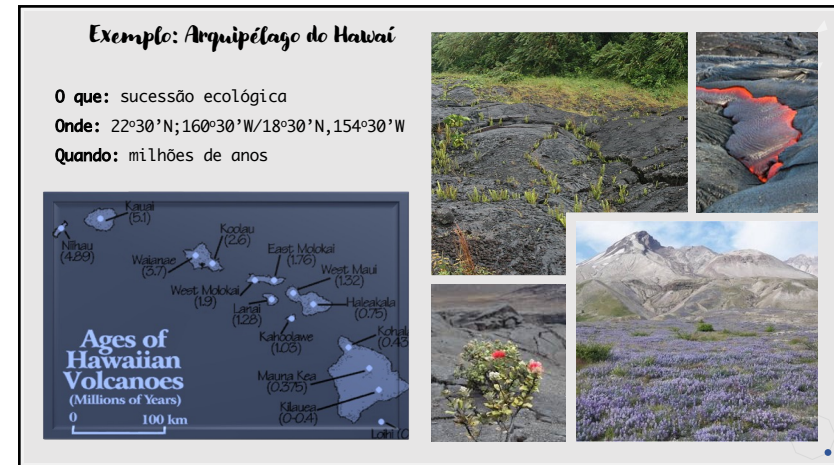 Exemplo: Arquipélago do Hawaí
O que: sucessão ecológica
Onde: 22º30'N;160º30'W/18º30'N,154º30'W
Quando: milhões de anos
Kauai
(5.1)
Niihau
(4.89)
Koolau
(2.6)
Waianae
(3.7)
East Molokai
(1.76)
West Maui
(1.32)
West Molokai
(1.9)
Lanai
(1.28)
Haleakala
(0.75)
Kahoolawe
(1.03)
Kohala
(0.43
Mauna Kea
(0.375)
Kilauea
(0-0.4)
Loihi (0
Ages of
Hawaiian
Volcanoes
(Millions of Years)
0 100 km